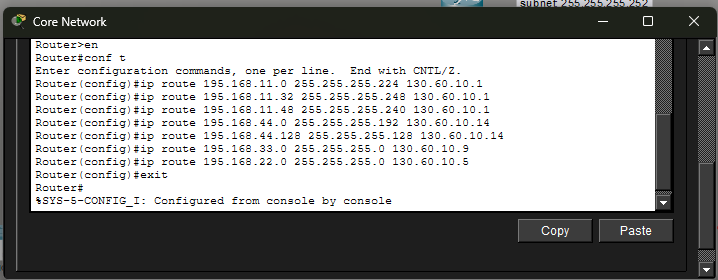 subnet 255.255.255.252
Core Network
Router>en
Router#conf t
Enter configuration commands, one per line.  End with CNTL/Z.
Router(config)#ip route 195.168.11.0 255.255.255.224 130.60.10.1
Router(config)#ip route 195.168.11.32 255.255.255.248 130.60.10.1
Router(config)#ip route 195.168.11.48 255.255.255.240 130.60.10.1
Router(config)#ip route 195.168.44.0 255.255.255.192 130.60.10.14
Router(config)#ip route 195.168.44.128 255.255.255.128 130.60.10.14
Router(config)#ip route 195.168.33.0 255.255.255.0 130.60.10.9
Router(config)#ip route 195.168.22.0 255.255.255.0 130.60.10.5
Router(config)#exit
Router#
%SYS-5-CONFIG_I: Configured from console by console
Copy
Paste